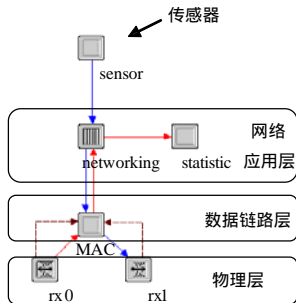 传感器
sensor
网络
networking
statistic
应用层
数据链路层
MAC
物理层
rx0
rx1